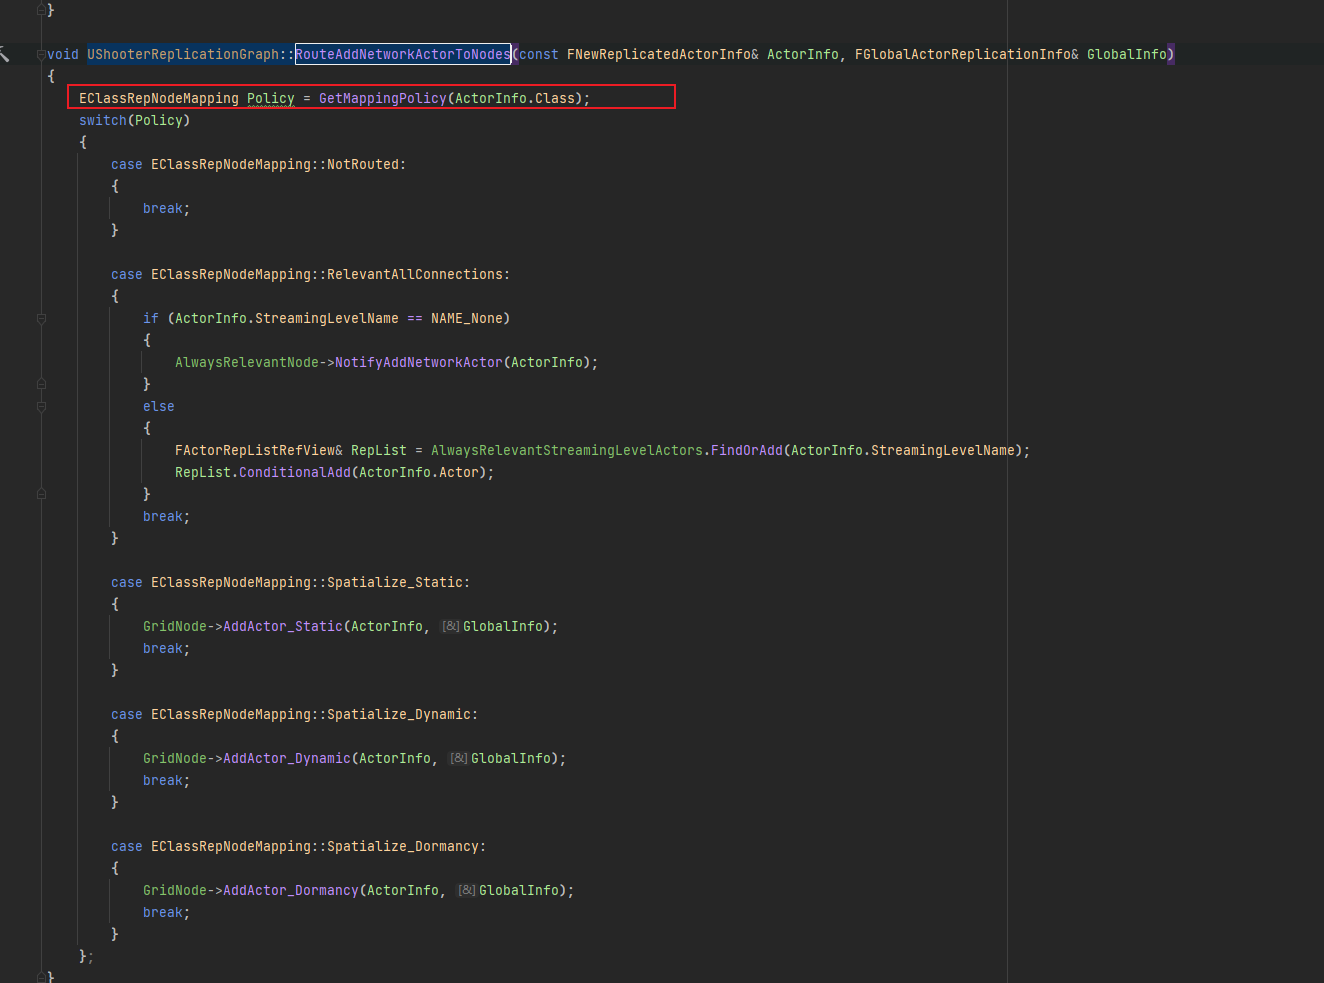 }
void UShooterReplicationGraph::RouteAddNetworkActorToNodes(const FNewReplicatedActorInfo& ActorInfo, FGlobalActorReplicationInfo& GlobalInfo)
{
EClassRepNodeMapping Policy = GetMappingPolicy(ActorInfo.Class);
switch(Policy)
{
case EClassRepNodeMapping::NotRouted:
{
break;
}
case EClassRepNodeMapping::RelevantAllConnections:
{
if (ActorInfo.StreamingLevelName == NAME_None)
{
AlwaysRelevantNode->NotifyAddNetworkActor(ActorInfo);
}
else
{
FActorRepListRefView& RepList = AlwaysRelevantStreamingLevelActors.FindOrAdd(ActorInfo.StreamingLevelName);
RepList.ConditionalAdd(ActorInfo.Actor);
}
break;
}
case EClassRepNodeMapping::Spatialize_Static:
{
GridNode->AddActor_Static(ActorInfo, [&]GlobalInfo);
break;
}
case EClassRepNodeMapping::Spatialize_Dynamic:
{
GridNode->AddActor_Dynamic(ActorInfo, [&]GlobalInfo);
break;
}
case EClassRepNodeMapping::Spatialize_Dormancy:
{
GridNode->AddActor_Dormancy(ActorInfo, [&]GlobalInfo);
break;
}
};
}